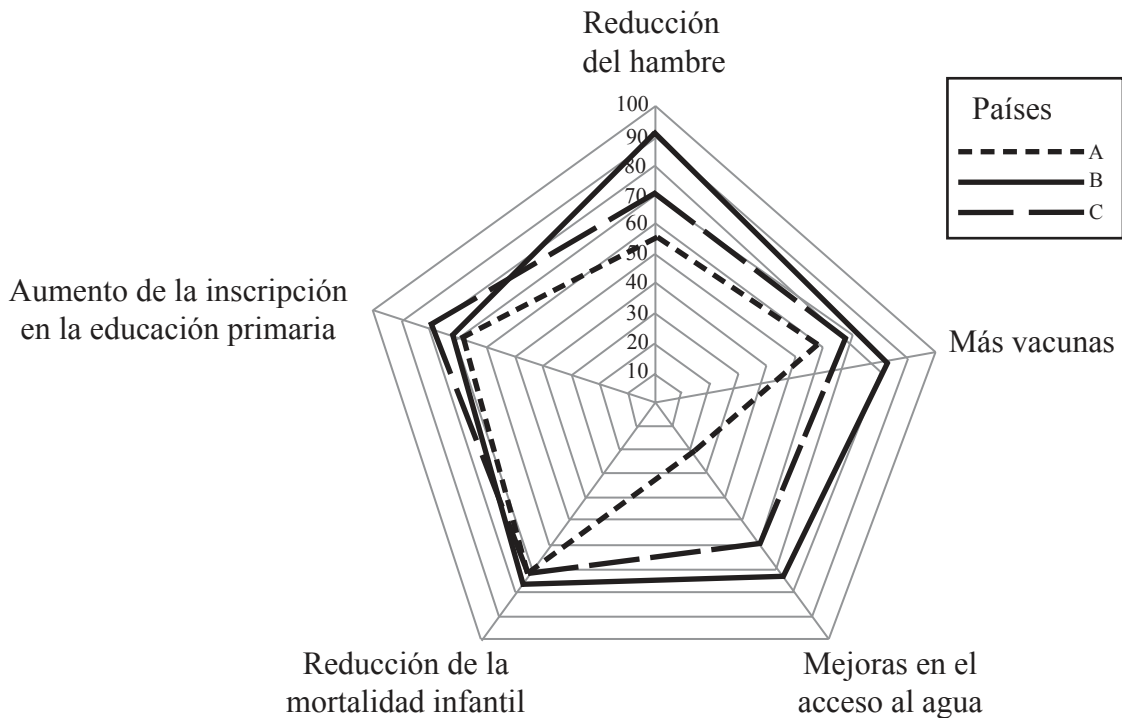 Reducción
del hambre
100
90
80
70
60
50
40
30
20
10
Países
A
B
C
Aumento de la inscripción
en la educación primaria
Más vacunas
Reducción de la
mortalidad infantil
Mejoras en el
acceso al agua